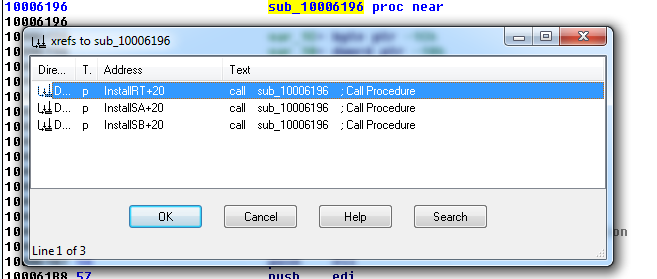 10006196 sub_10006196 proc near
10006196
xrefs to sub_10006196
Dire... T. Address Text
D... p InstallRT+20 call sub_10006196 ; Call Procedure
D... p InstallSA+20 call sub_10006196 ; Call Procedure
D... p InstallSB+20 call sub_10006196 ; Call Procedure
OK Cancel Help Search
Line 1 of 3
100061B8 57 push edi